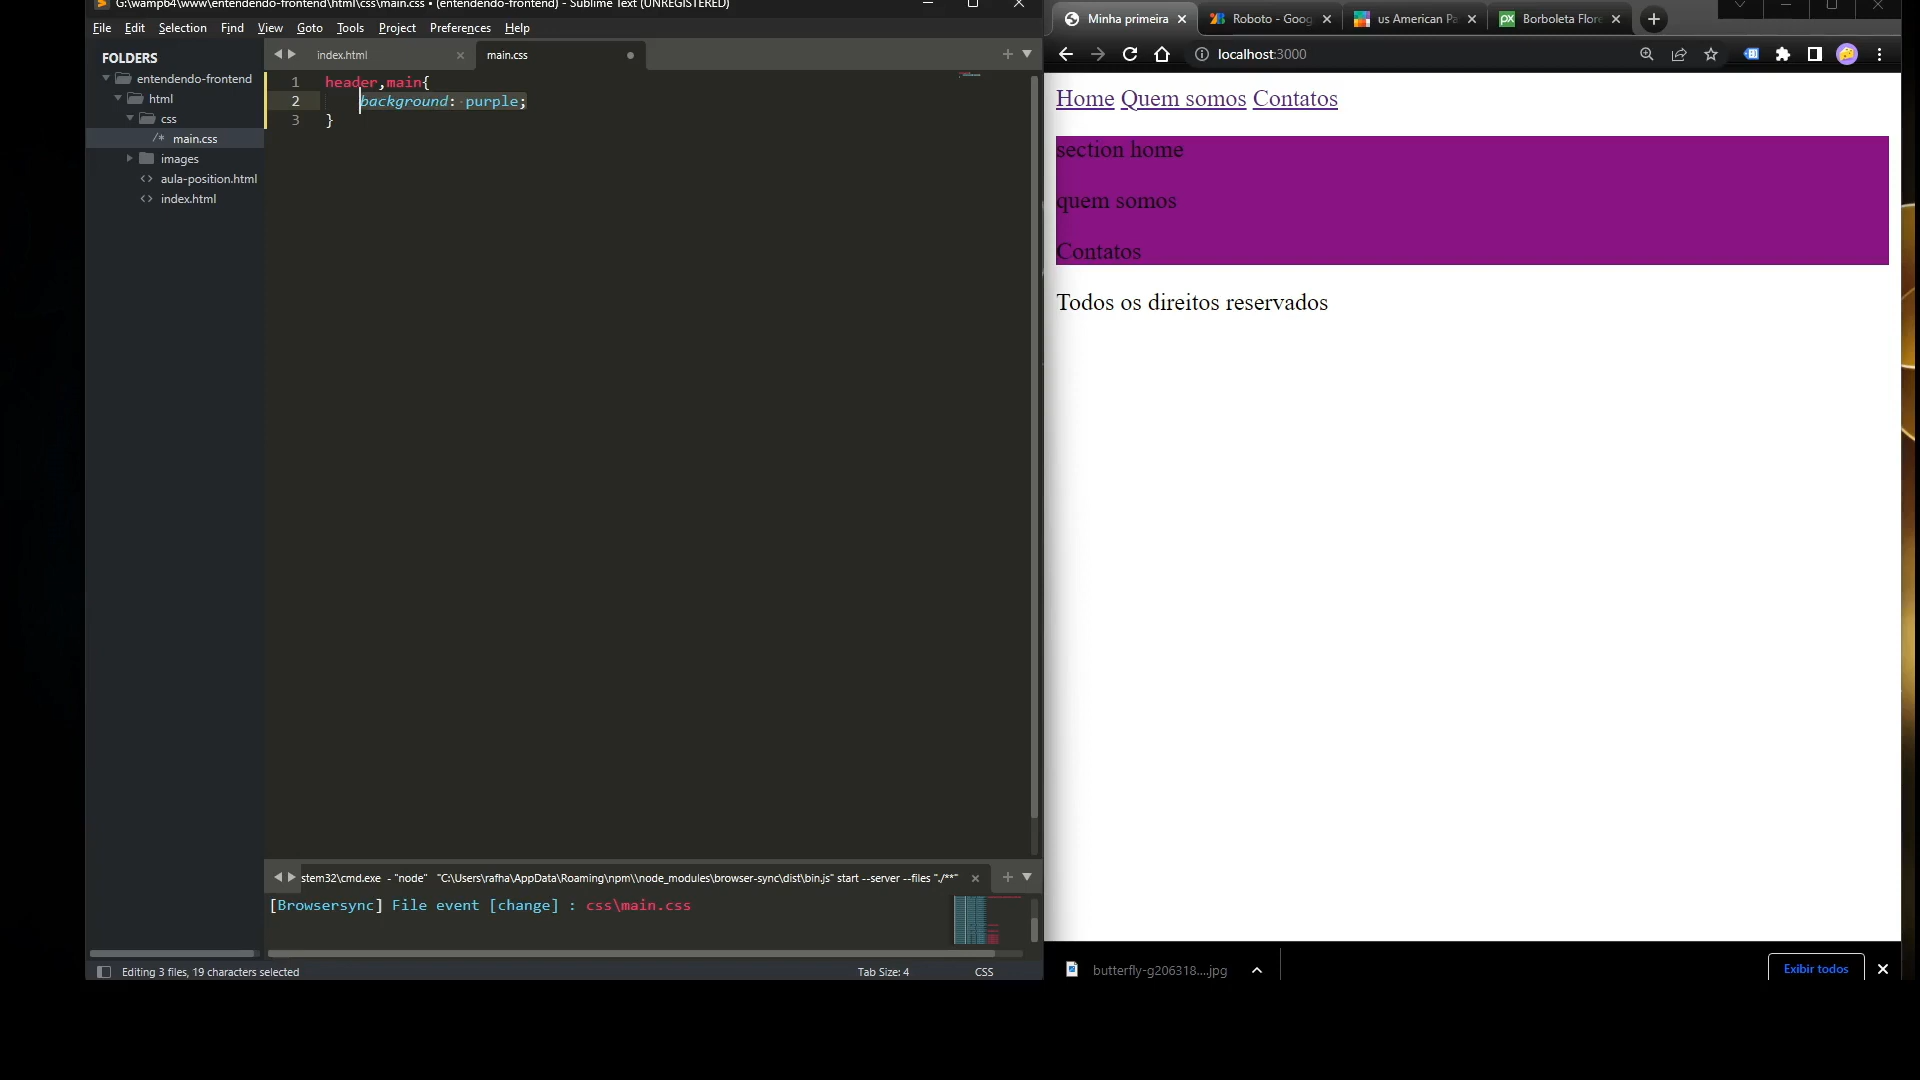 G:\wamp64\www\entendendo-frontend\html\css\main.css • (entendendo-frontend) - Sublime Text (UNREGISTERED)
File Edit Selection Find View Goto Tools Project Preferences Help
FOLDERS
entendendo-frontend
html
css
/* main.css
images
<> aula-position.html
<> index.html
index.html
main.css
1 header,main{
2 background: purple;
3 }
stem32\cmd.exe - "node" "C:\Users\rafha\AppData\Roaming\npm\\node_modules\browser-sync\dist\bin.js" start --server --files "./**"
[Browsersync] File event [change] : css\main.css
Editing 3 files, 19 characters selected
Tab Size: 4
CSS
Minha primeira
Roboto - Goog
us American Pa
Borboleta Flore
localhost:3000
Home Quem somos Contatos
section home
quem somos
Contatos
Todos os direitos reservados
butterfly-g206318....jpg
Exibir todos